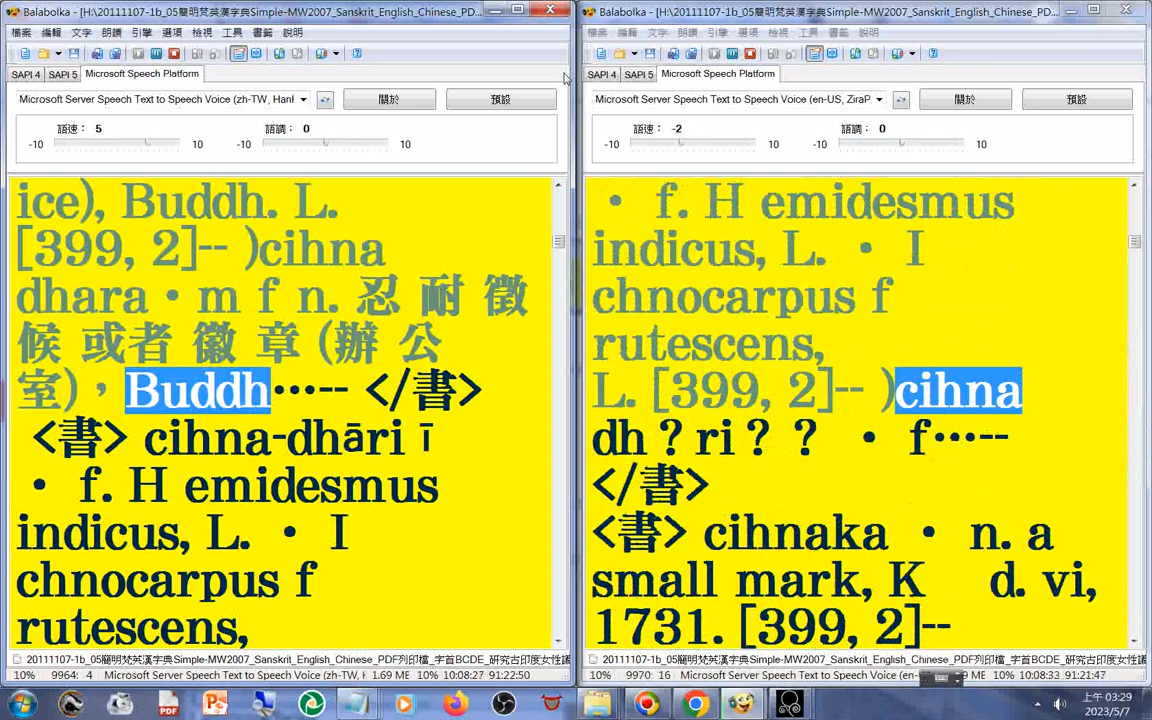 Balabolka - [H:\20111107-1b_05簡明梵英漢字典Simple-MW2007_Sanskrit_English_Chinese_PD...
檔案 編輯 文字 朗讀 引擎 選項 檢視 工具 書籤 說明
SAPI 4 SAPI 5 Microsoft Speech Platform
Microsoft Server Speech Text to Speech Voice (zh-TW, Hanl
關於 預設
語速: 5 語調: 0
-10 10 -10 10
ice), Buddh. L.
[399, 2]-- )cihna
dhara•m f n. 忍 耐 徵
候 或者 徽 章 (辦 公
室)，Buddh…-- </書>
<書> cihna-dhāri ī
• f. H emidesmus
indicus, L. • I
chnocarpus f
rutescens,
20111107-1b_05簡明梵英漢字典Simple-MW2007_Sanskrit_English_Chinese_PDF列印檔_字首BCDE_研究古印度女性議
10% 9964: 4 Microsoft Server Speech Text to Speech Voice (zh-TW, H 1.69 MB 10% 10:08:27 91:22:50
Balabolka - [H:\20111107-1b_05簡明梵英漢字典Simple-MW2007_Sanskrit_English_Chinese_PD...
檔案 編輯 文字 朗讀 引擎 選項 檢視 工具 書籤 說明
SAPI 4 SAPI 5 Microsoft Speech Platform
Microsoft Server Speech Text to Speech Voice (en-US, ZiraP
關於 預設
語速: -2 語調: 0
-10 10 -10 10
• f. H emidesmus
indicus, L. • I
chnocarpus f
rutescens,
L. [399, 2]-- )cihna
dh？ri？？ • f…--
</書>
<書> cihnaka • n. a
small mark, K d. vi,
1731. [399, 2]--
20111107-1b_05簡明梵英漢字典Simple-MW2007_Sanskrit_English_Chinese_PDF列印檔_字首BCDE_研究古印度女性議
10% 9970: 16 Microsoft Server Speech Text to Speech Voice (en-US, Z 10% 10:08:33 91:21:47
上午 03:29
2023/5/7